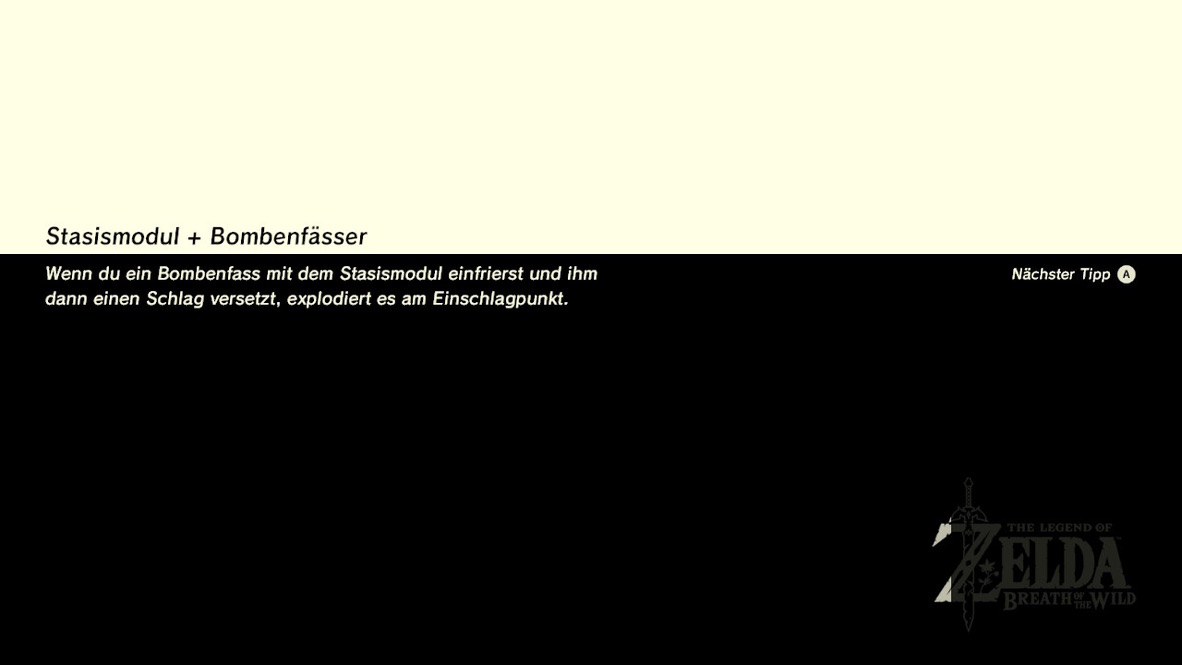 Stasismodul + Bombenfässer
Wenn du ein Bombenfass mit dem Stasismodul einfrierst und ihm
dann einen Schlag versetzt, explodiert es am Einschlagpunkt.
Nächster Tipp A
THE LEGEND OF
ZELDA
BREATH OF THE WILD